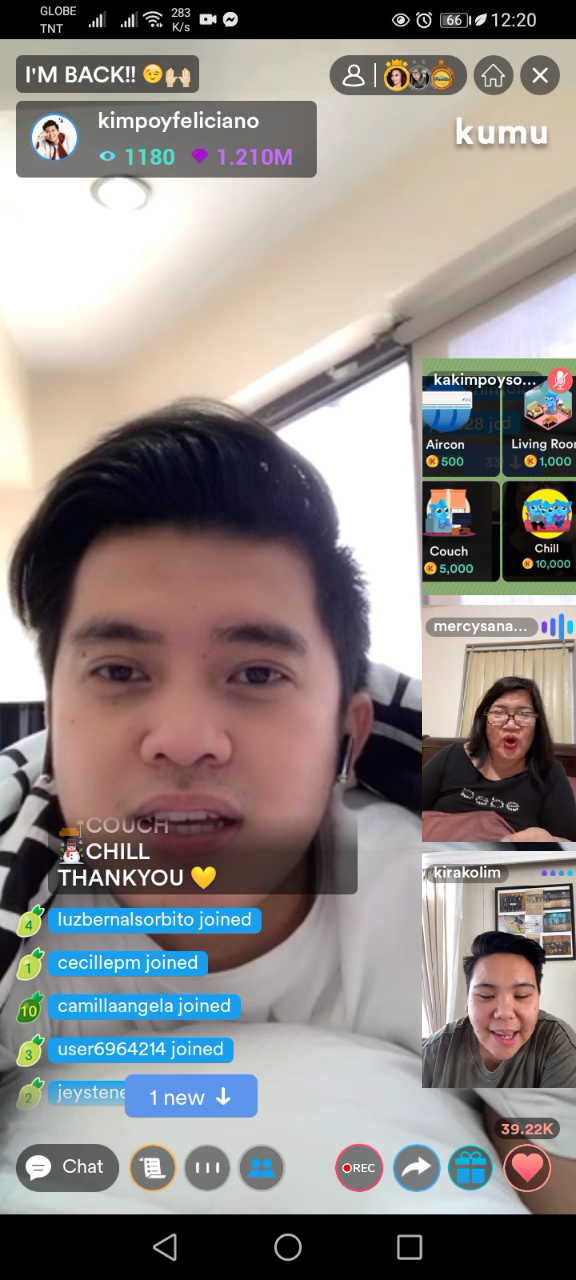 GLOBE
TNT
283
K/s
66
12:20
I'M BACK!! 😉🙌🏻
kimpoyfeliciano
1180 1.210M
kumu
kakimpoyso...
Aircon
500
Living Roo
1,000
Couch
5,000
Chill
10,000
mercysana...
kirakolim
COUCH
⛄CHILL
THANKYOU 💛
4 luzbernalsorbito joined
1 cecillepm joined
10 camillaangela joined
3 user6964214 joined
2 jeystene
1 new ↓
39.22K
Chat
REC